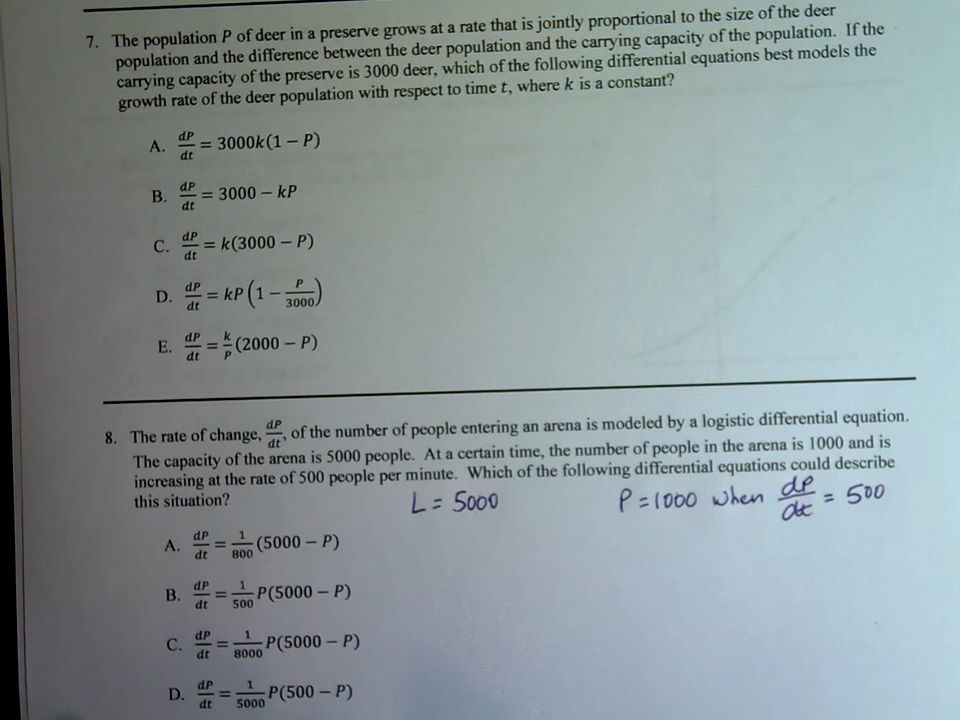 7. The population P of deer in a preserve grows at a rate that is jointly proportional to the size of the deer
population and the difference between the deer population and the carrying capacity of the population. If the
carrying capacity of the preserve is 3000 deer, which of the following differential equations best models the
growth rate of the deer population with respect to time t, where k is a constant?
A. dP/dt = 3000k(1 − P)
B. dP/dt = 3000 − kP
C. dP/dt = k(3000 − P)
D. dP/dt = kP(1 − P/3000)
E. dP/dt = k/P(2000 − P)
8. The rate of change, dP/dt, of the number of people entering an arena is modeled by a logistic differential equation.
The capacity of the arena is 5000 people. At a certain time, the number of people in the arena is 1000 and is
increasing at the rate of 500 people per minute. Which of the following differential equations could describe
this situation?
L = 5000 P = 1000 when dP/dt = 500
A. dP/dt = 1/800(5000 − P)
B. dP/dt = 1/500 P(5000 − P)
C. dP/dt = 1/8000 P(5000 − P)
D. dP/dt = 1/5000 P(500 − P)